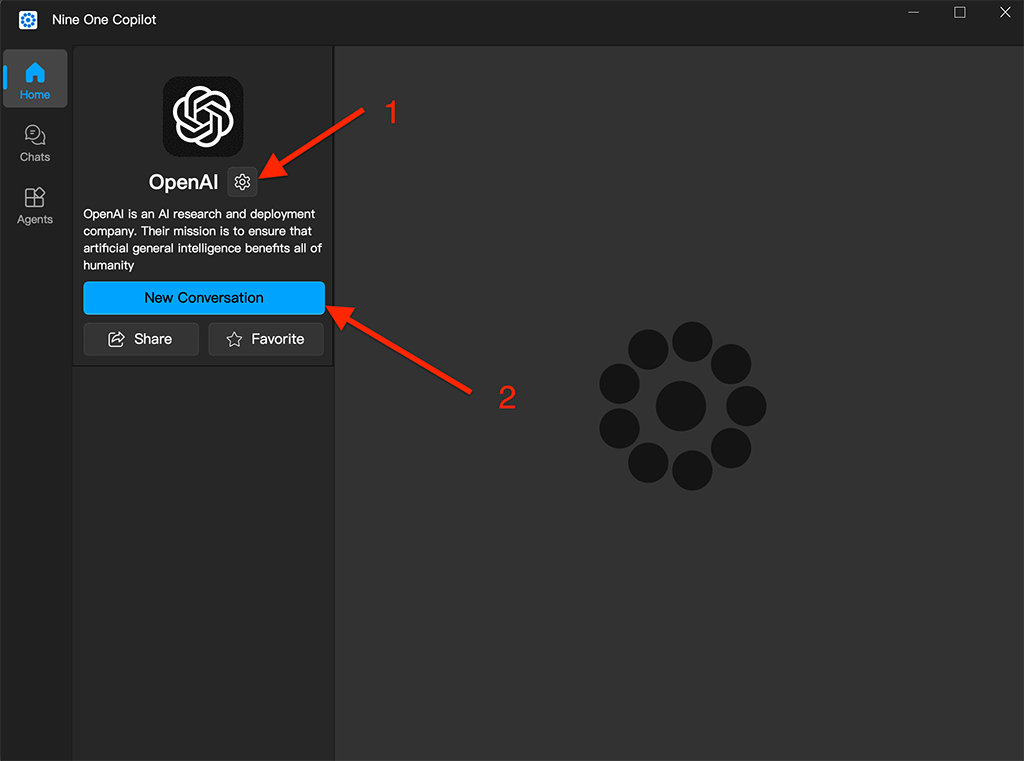 Nine One Copilot
Home
Chats
Agents
1
OpenAI
OpenAI is an AI research and deployment
company. Their mission is to ensure that
artificial general intelligence benefits all of
humanity
New Conversation
Share
Favorite
2